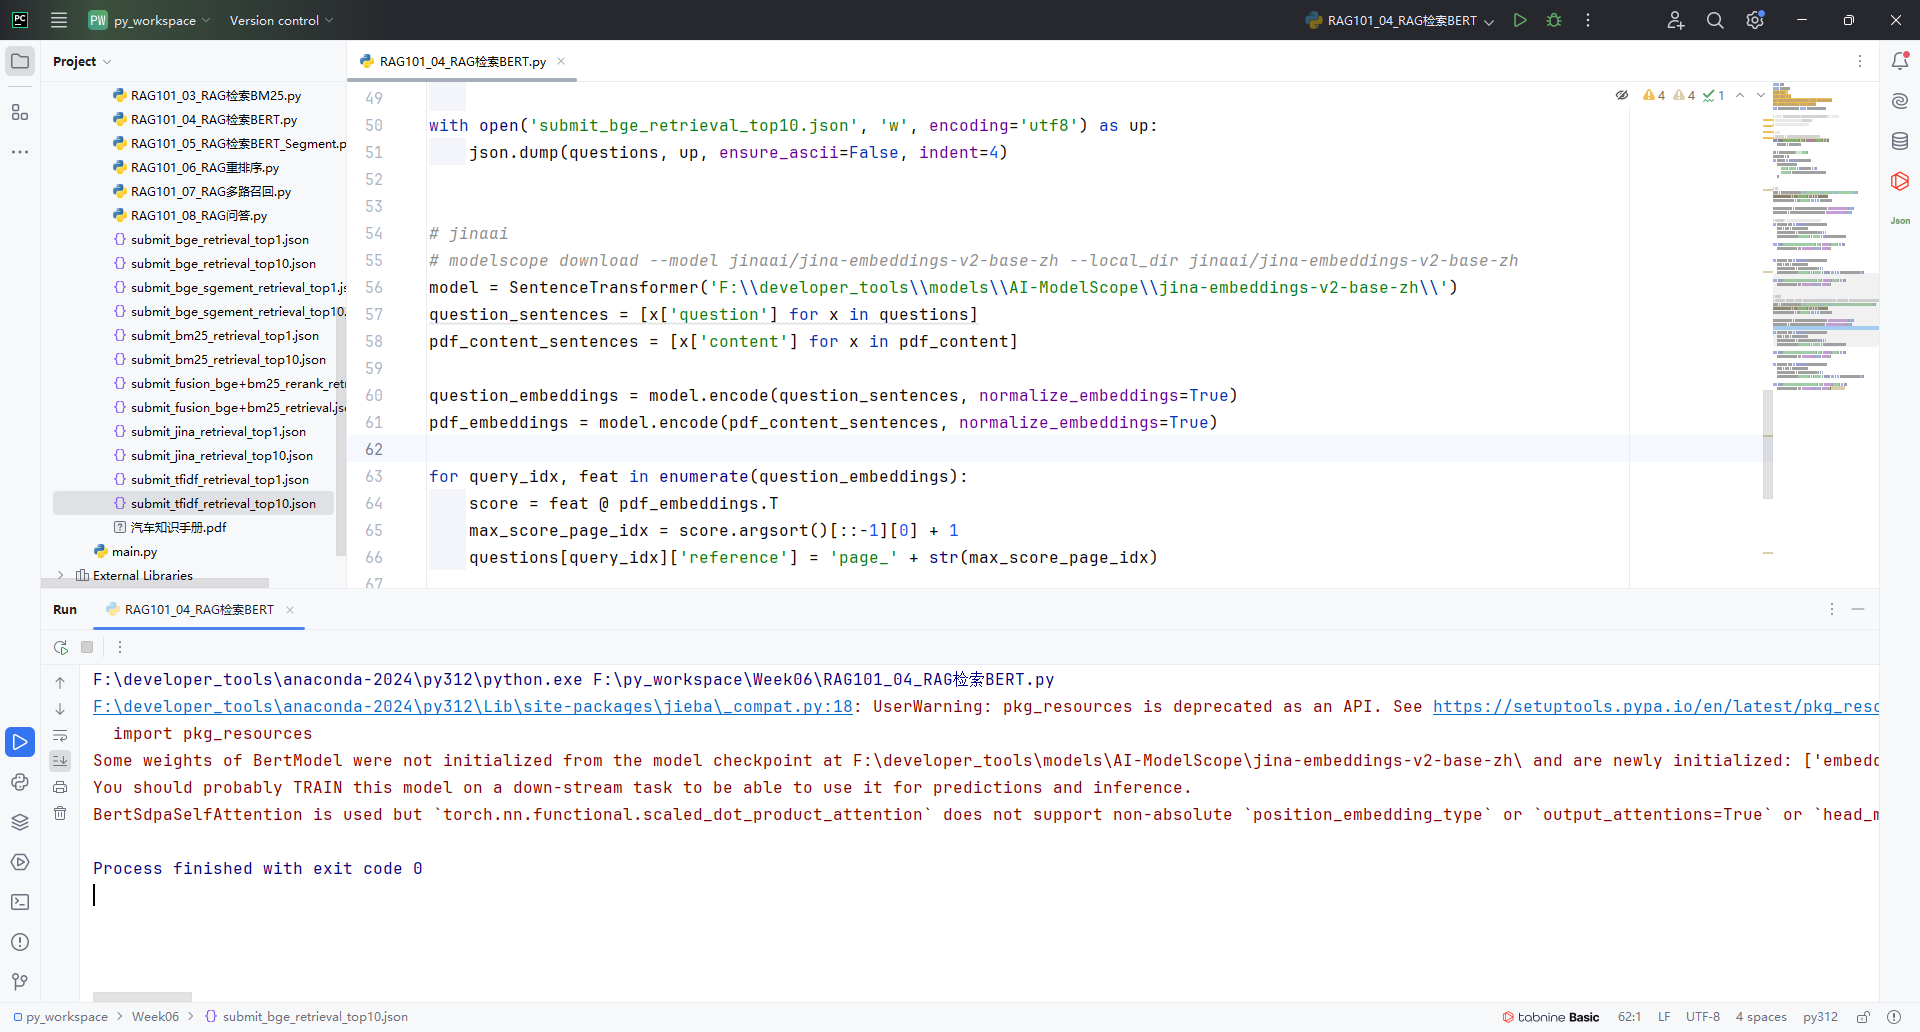 PC
PW py_workspace
Version control
RAG101_04_RAG检索BERT
Project
RAG101_04_RAG检索BERT.py
RAG101_03_RAG检索BM25.py
RAG101_04_RAG检索BERT.py
RAG101_05_RAG检索BERT_Segment.p
RAG101_06_RAG重排序.py
RAG101_07_RAG多路召回.py
RAG101_08_RAG问答.py
submit_bge_retrieval_top1.json
submit_bge_retrieval_top10.json
submit_bge_sgement_retrieval_top1.js
submit_bge_sgement_retrieval_top10.
submit_bm25_retrieval_top1.json
submit_bm25_retrieval_top10.json
submit_fusion_bge+bm25_rerank_retr
submit_fusion_bge+bm25_retrieval.jso
submit_jina_retrieval_top1.json
submit_jina_retrieval_top10.json
submit_tfidf_retrieval_top1.json
submit_tfidf_retrieval_top10.json
汽车知识手册.pdf
main.py
External Libraries
4 4 1
Json
49
50 with open('submit_bge_retrieval_top10.json', 'w', encoding='utf8') as up:
51 json.dump(questions, up, ensure_ascii=False, indent=4)
52
53
54 # jinaai
55 # modelscope download --model jinaai/jina-embeddings-v2-base-zh --local_dir jinaai/jina-embeddings-v2-base-zh
56 model = SentenceTransformer('F:\\developer_tools\\models\\AI-ModelScope\\jina-embeddings-v2-base-zh\\')
57 question_sentences = [x['question'] for x in questions]
58 pdf_content_sentences = [x['content'] for x in pdf_content]
59
60 question_embeddings = model.encode(question_sentences, normalize_embeddings=True)
61 pdf_embeddings = model.encode(pdf_content_sentences, normalize_embeddings=True)
62
63 for query_idx, feat in enumerate(question_embeddings):
64 score = feat @ pdf_embeddings.T
65 max_score_page_idx = score.argsort()[::-1][0] + 1
66 questions[query_idx]['reference'] = 'page_' + str(max_score_page_idx)
67
Run
RAG101_04_RAG检索BERT
F:\developer_tools\anaconda-2024\py312\python.exe F:\py_workspace\Week06\RAG101_04_RAG检索BERT.py
F:\developer_tools\anaconda-2024\py312\Lib\site-packages\jieba\_compat.py:18: UserWarning: pkg_resources is deprecated as an API. See https://setuptools.pypa.io/en/latest/pkg_reso
import pkg_resources
Some weights of BertModel were not initialized from the model checkpoint at F:\developer_tools\models\AI-ModelScope\jina-embeddings-v2-base-zh\ and are newly initialized: ['embedd
You should probably TRAIN this model on a down-stream task to be able to use it for predictions and inference.
BertSdpaSelfAttention is used but `torch.nn.functional.scaled_dot_product_attention` does not support non-absolute `position_embedding_type` or `output_attentions=True` or `head_m
Process finished with exit code 0
py_workspace > Week06 > submit_bge_retrieval_top10.json
tabnine Basic
62:1
LF
UTF-8
4 spaces
py312